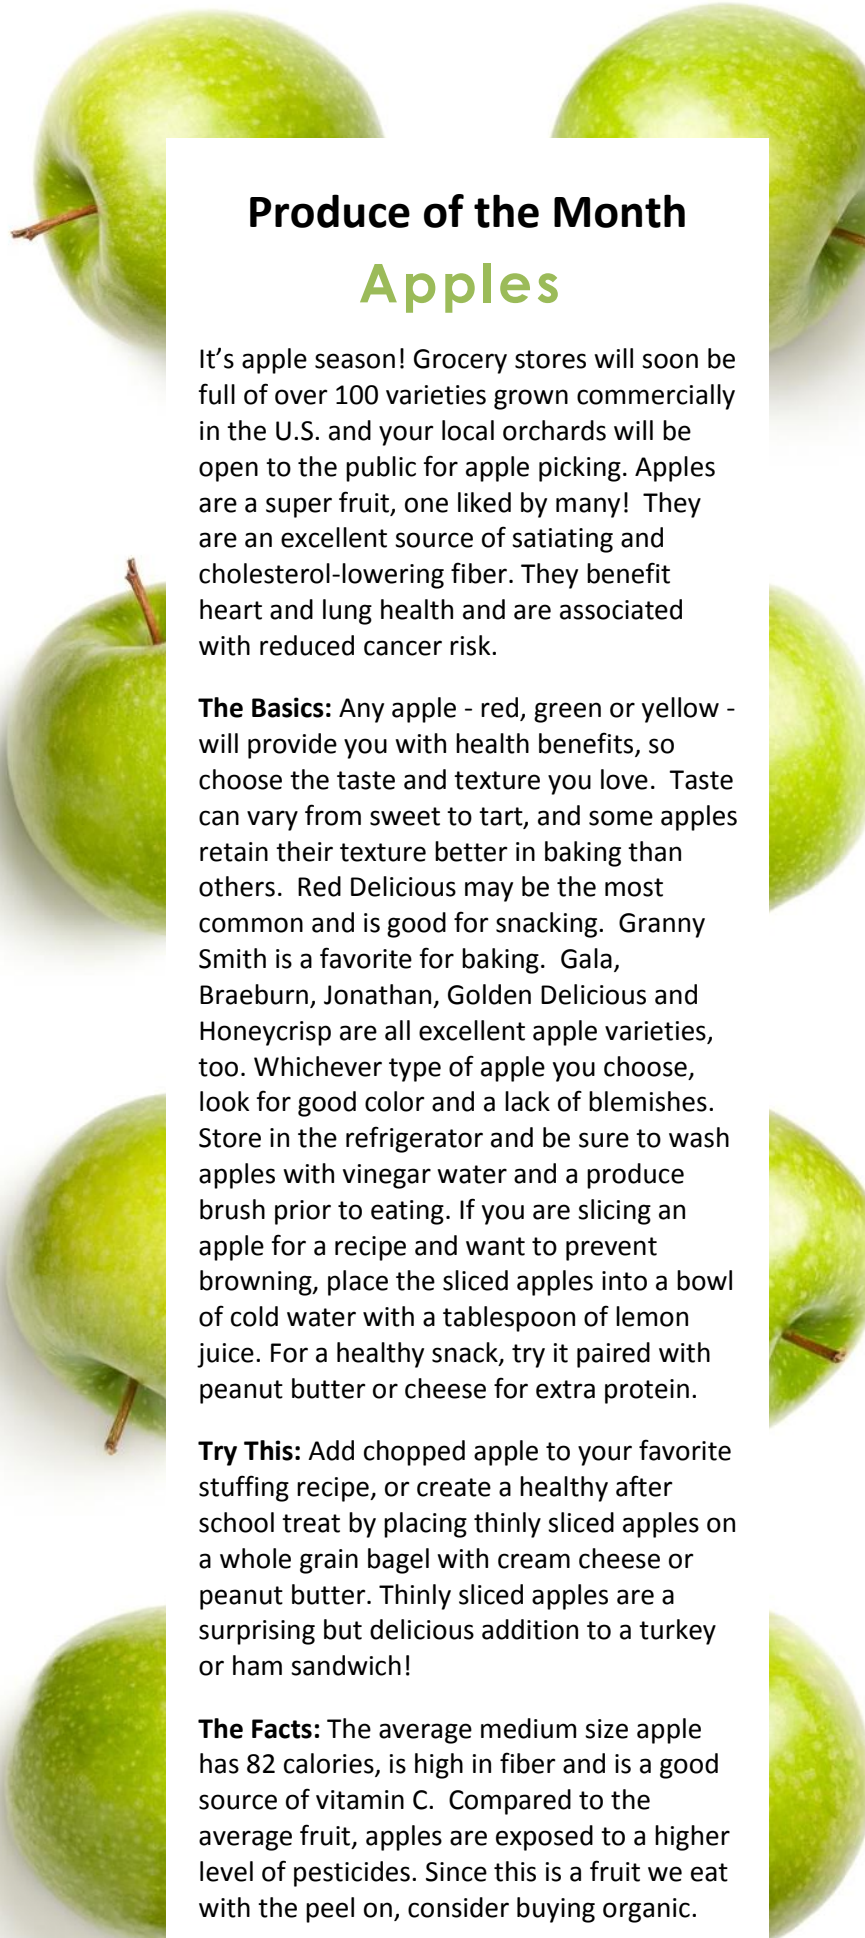 Produce of the Month
Apples
It’s apple season! Grocery stores will soon be
full of over 100 varieties grown commercially
in the U.S. and your local orchards will be
open to the public for apple picking. Apples
are a super fruit, one liked by many!  They
are an excellent source of satiating and
cholesterol-lowering fiber. They benefit
heart and lung health and are associated
with reduced cancer risk.
The Basics: Any apple - red, green or yellow -
will provide you with health benefits, so
choose the taste and texture you love.  Taste
can vary from sweet to tart, and some apples
retain their texture better in baking than
others.  Red Delicious may be the most
common and is good for snacking.  Granny
Smith is a favorite for baking.  Gala,
Braeburn, Jonathan, Golden Delicious and
Honeycrisp are all excellent apple varieties,
too. Whichever type of apple you choose,
look for good color and a lack of blemishes.
Store in the refrigerator and be sure to wash
apples with vinegar water and a produce
brush prior to eating. If you are slicing an
apple for a recipe and want to prevent
browning, place the sliced apples into a bowl
of cold water with a tablespoon of lemon
juice. For a healthy snack, try it paired with
peanut butter or cheese for extra protein.
Try This: Add chopped apple to your favorite
stuffing recipe, or create a healthy after
school treat by placing thinly sliced apples on
a whole grain bagel with cream cheese or
peanut butter. Thinly sliced apples are a
surprising but delicious addition to a turkey
or ham sandwich!
The Facts: The average medium size apple
has 82 calories, is high in fiber and is a good
source of vitamin C.  Compared to the
average fruit, apples are exposed to a higher
level of pesticides. Since this is a fruit we eat
with the peel on, consider buying organic.